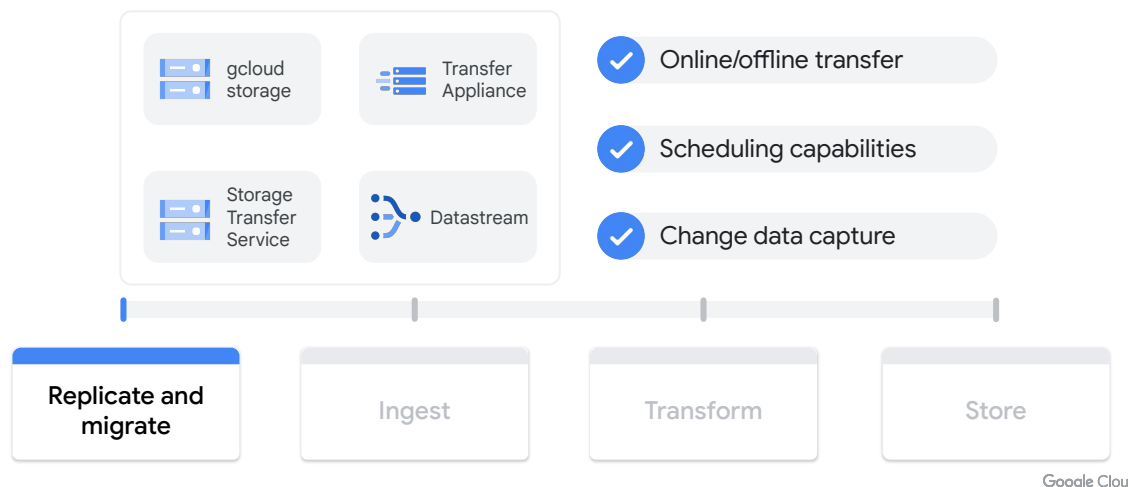 gcloud
storage
Transfer
Appliance
Storage
Transfer
Service
Datastream
Online/offline transfer
Scheduling capabilities
Change data capture
Replicate and
migrate
Ingest
Transform
Store
Google Clou